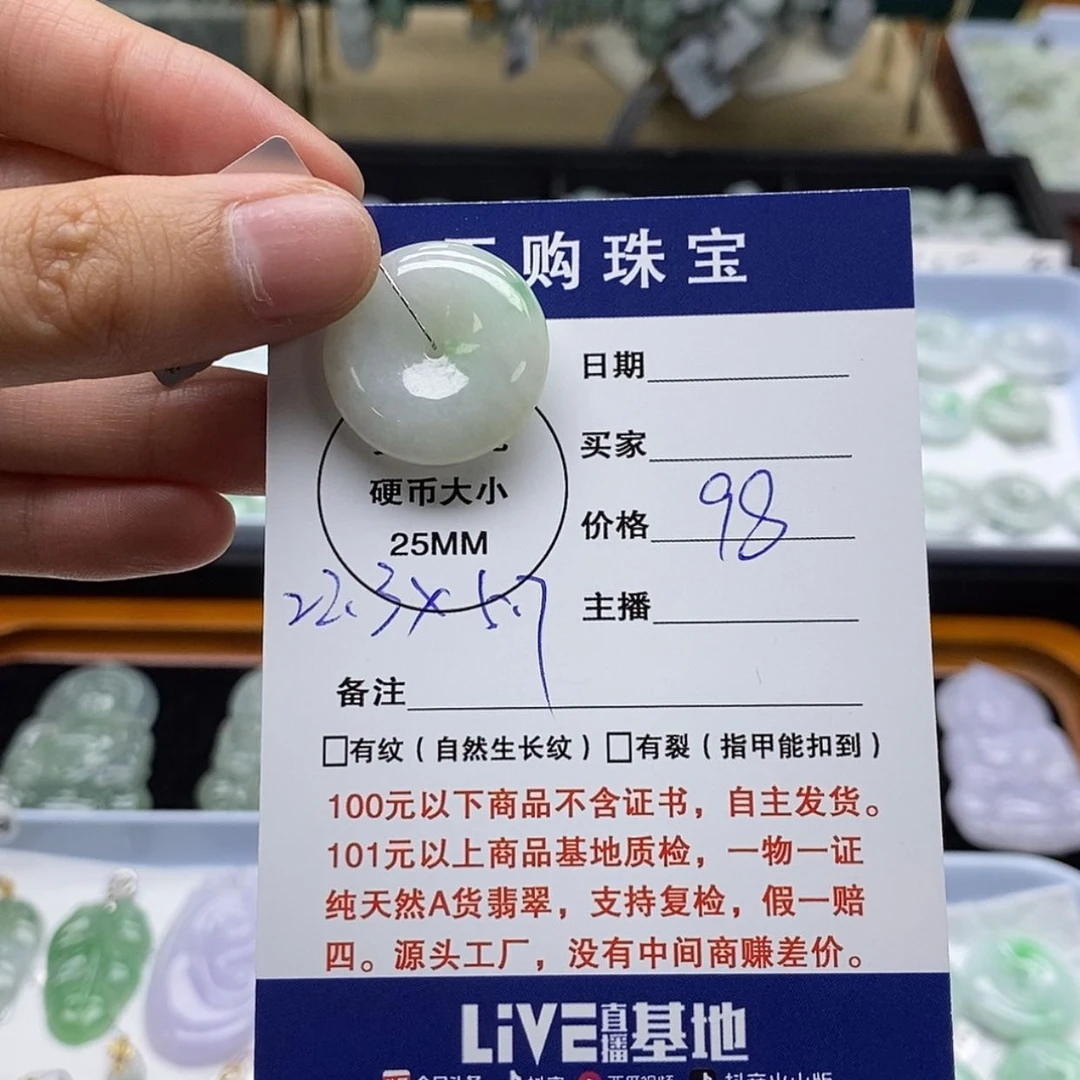 购珠宝
日期
买家
硬币大小
价格 98
25MM
22.3×5.7
主播
备注
□有纹（自然生长纹）□有裂（指甲能扣到）
100元以下商品不含证书，自主发货。
101元以上商品基地质检，一物一证
纯天然A货翡翠，支持复检，假一赔
四。源头工厂，没有中间商赚差价。
LiVE直播基地